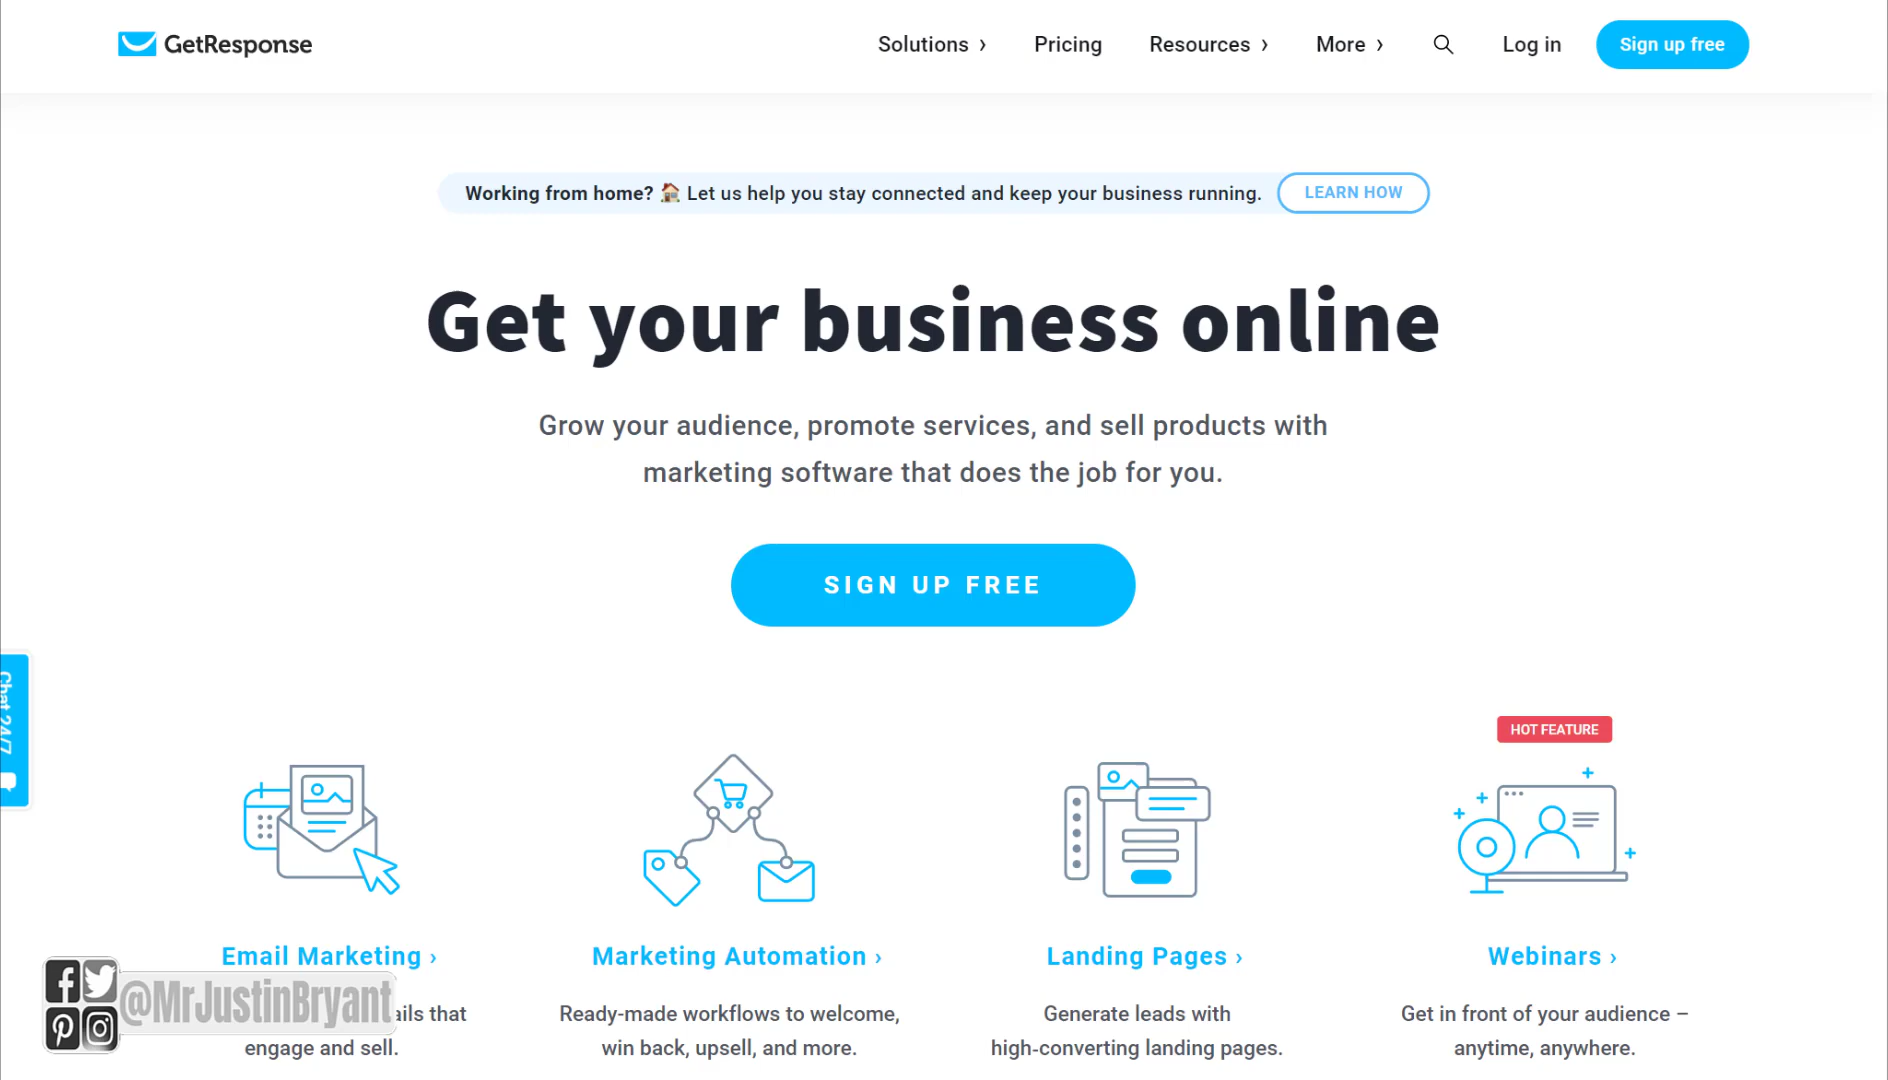 GetResponse
Solutions ›
Pricing
Resources ›
More ›
Log in
Sign up free
Working from home? 🏠 Let us help you stay connected and keep your business running.
LEARN HOW
Get your business online
Grow your audience, promote services, and sell products with
marketing software that does the job for you.
SIGN UP FREE
Chat 24/7
HOT FEATURE
Email Marketing ›
Marketing Automation ›
Landing Pages ›
Webinars ›
@MrJustinBryant
ails that
engage and sell.
Ready-made workflows to welcome,
win back, upsell, and more.
Generate leads with
high-converting landing pages.
Get in front of your audience –
anytime, anywhere.